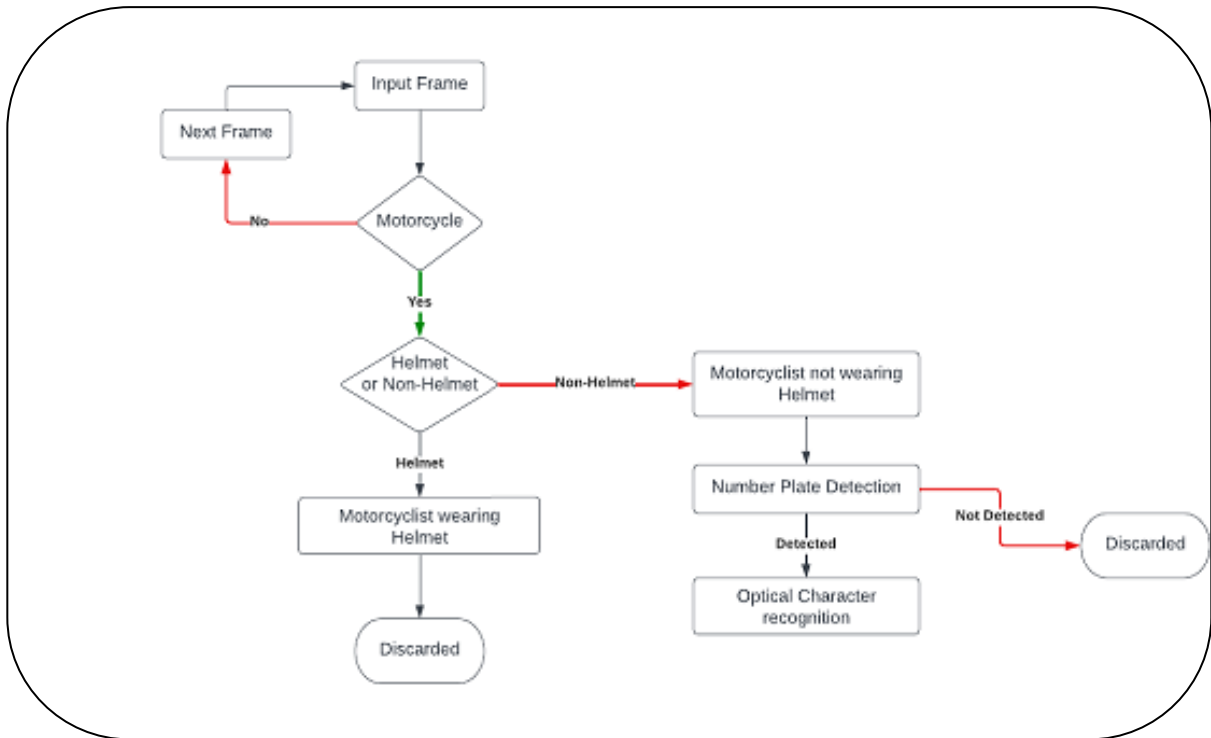 Input Frame
Next Frame
Motorcycle
No
Yes
Helmet
or Non-Helmet
Non-Helmet
Motorcyclist not wearing
Helmet
Helmet
Number Plate Detection
Not Detected
Motorcyclist wearing
Helmet
Detected
Discarded
Optical Character
recognition
Discarded